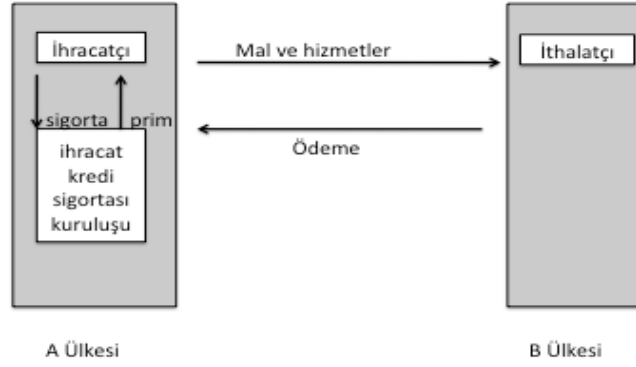 İhracatçı
Mal ve hizmetler
İthalatçı
sigorta
prim
ihracat
kredi
sigortası
kuruluşu
Ödeme
A Ülkesi
B Ülkesi